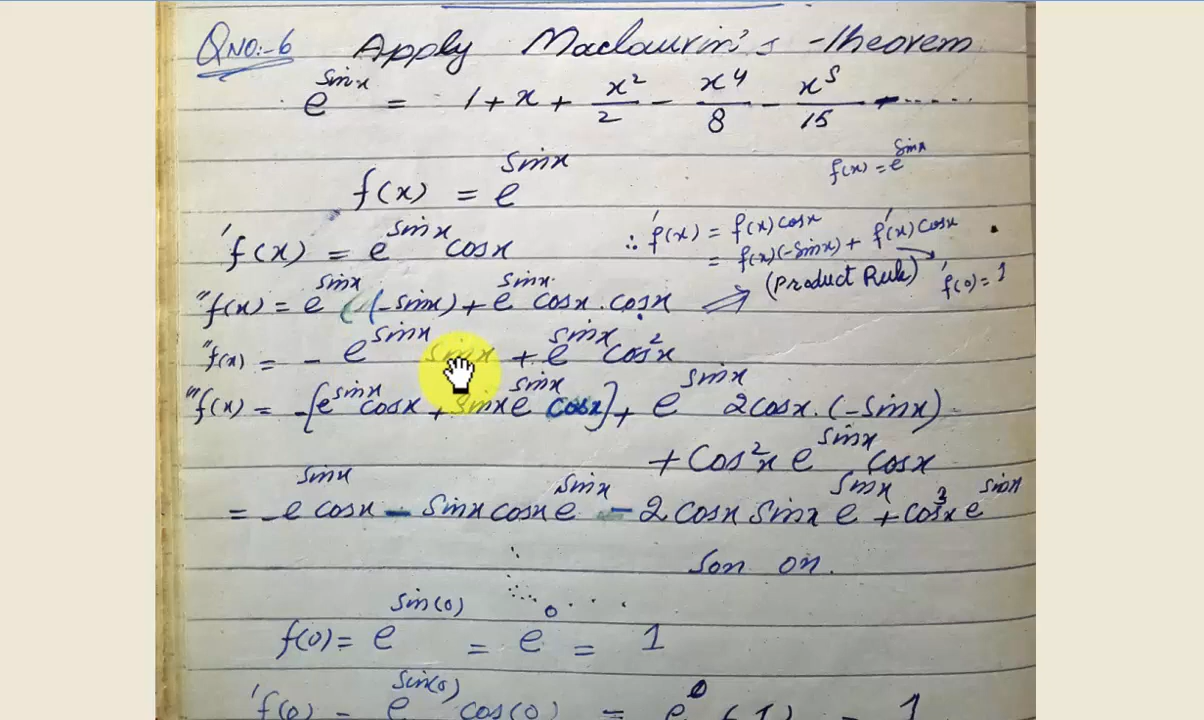 QNO:-6 Apply Maclaurin's Theorem
e^sinx = 1 + x + x²/2 - x⁴/8 - x⁵/15 + ......
f(x) = e^sinx
f(x) = e^sinx
'f(x) = e^sinx cosx
∴ 'f(x) = f(x) cosx
= f(x)(-sinx) + f'(x) cosx
(Product Rule) 'f(0) = 1
"f(x) = e^sinx (-sinx) + e^sinx cosx . cosx ⇒
"f(x) = - e^sinx sinx + e^sinx cos²x
'''f(x) = -[e^sinx cosx + sinx e^sinx cosx] + e^sinx 2cosx . (-sinx)
+ Cos²x e^sinx cosx
= -e^sinx cosx - sinx cosx e^sinx - 2 cosx sinx e^sinx + cos³x e^sinx
Son on.
f(0) = e^sin(0) = e⁰ = 1
'f(0) = e^sin(0) cos(0) = e⁰ (1) = 1